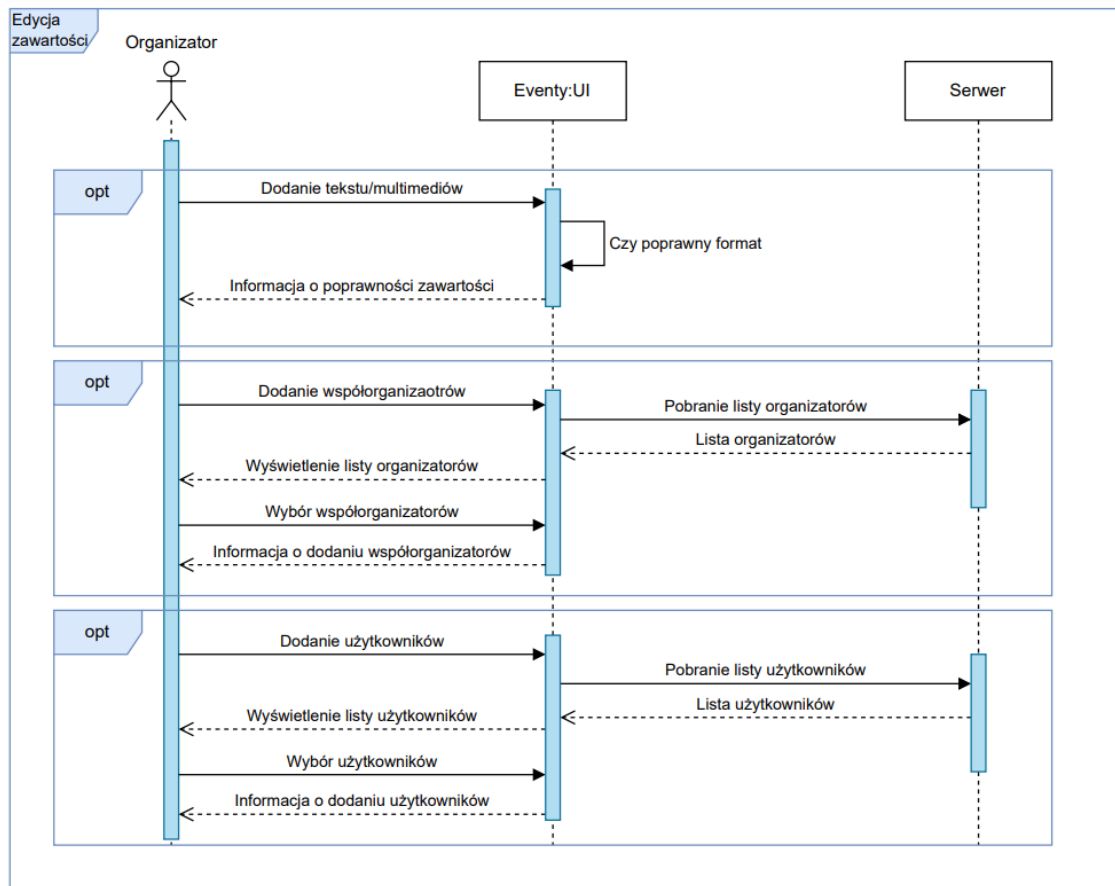 Edycja
zawartości
Organizator
Eventy:UI
Serwer
opt
Dodanie tekstu/multimediów
Czy poprawny format
Informacja o poprawności zawartości
opt
Dodanie współorganizaotrów
Pobranie listy organizatorów
Lista organizatorów
Wyświetlenie listy organizatorów
Wybór współorganizatorów
Informacja o dodaniu współorganizatorów
opt
Dodanie użytkowników
Pobranie listy użytkowników
Lista użytkowników
Wyświetlenie listy użytkowników
Wybór użytkowników
Informacja o dodaniu użytkowników